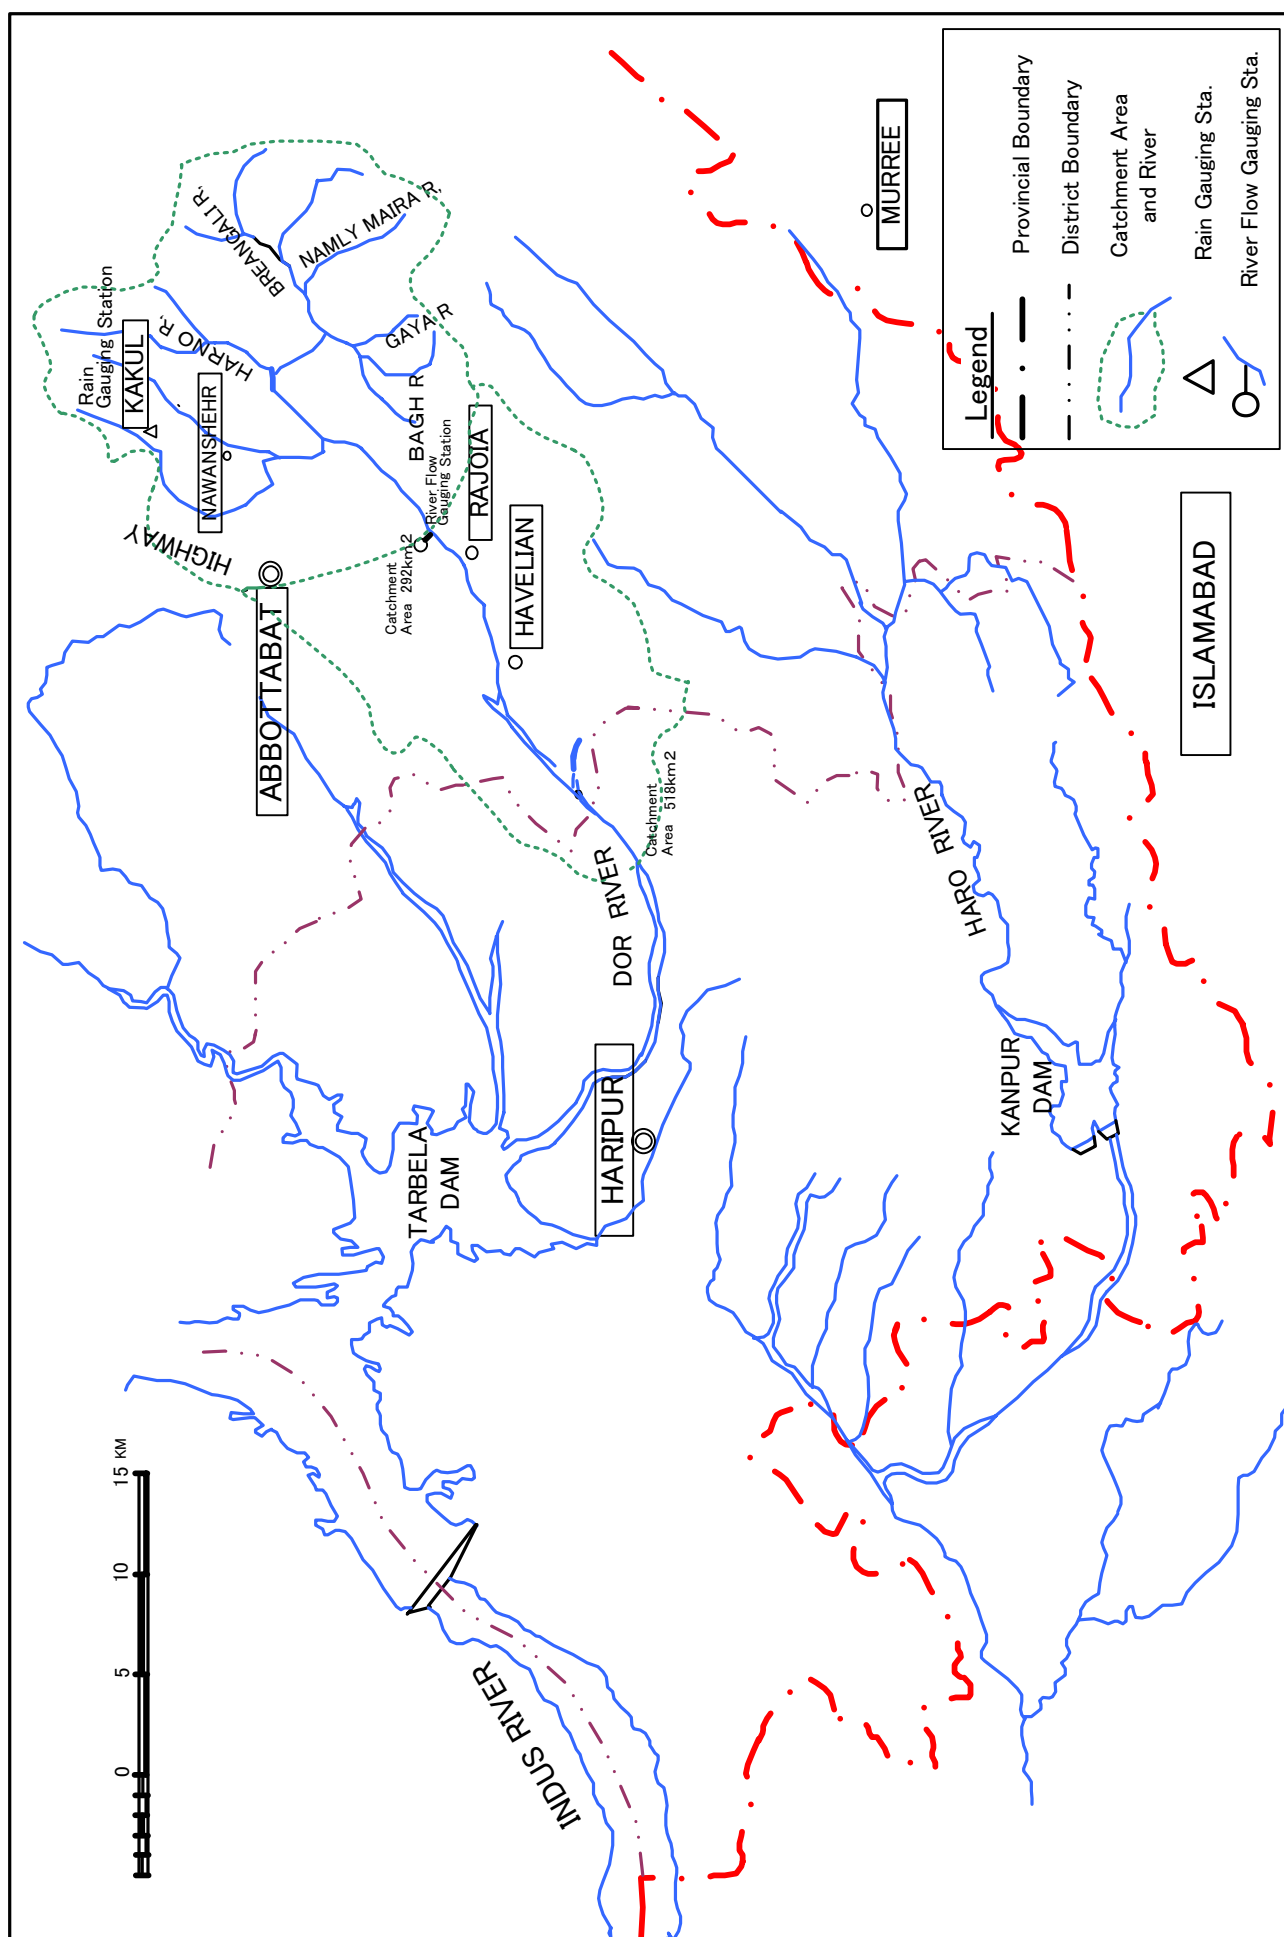 Legend
Provincial Boundary
District Boundary
Catchment Area
and River
Rain Gauging Sta.
River Flow Gauging Sta.
MURREE
ISLAMABAD
Rain
Gauging Station
KAKUL
NAWANSHEHR
HIGHWAY
ABBOTTABAT
HARNO R,
BREANGALI R,
NAMLY MAIRA R.
GAYA R
BAGH R
River Flow
Gauging Station
RAJOIA
Catchment
Area 292km2
HAVELIAN
Catchment
Area 518km2
DOR RIVER
HARO RIVER
HARIPUR
TARBELA
DAM
KANPUR
DAM
INDUS RIVER
0 5 10 15 KM